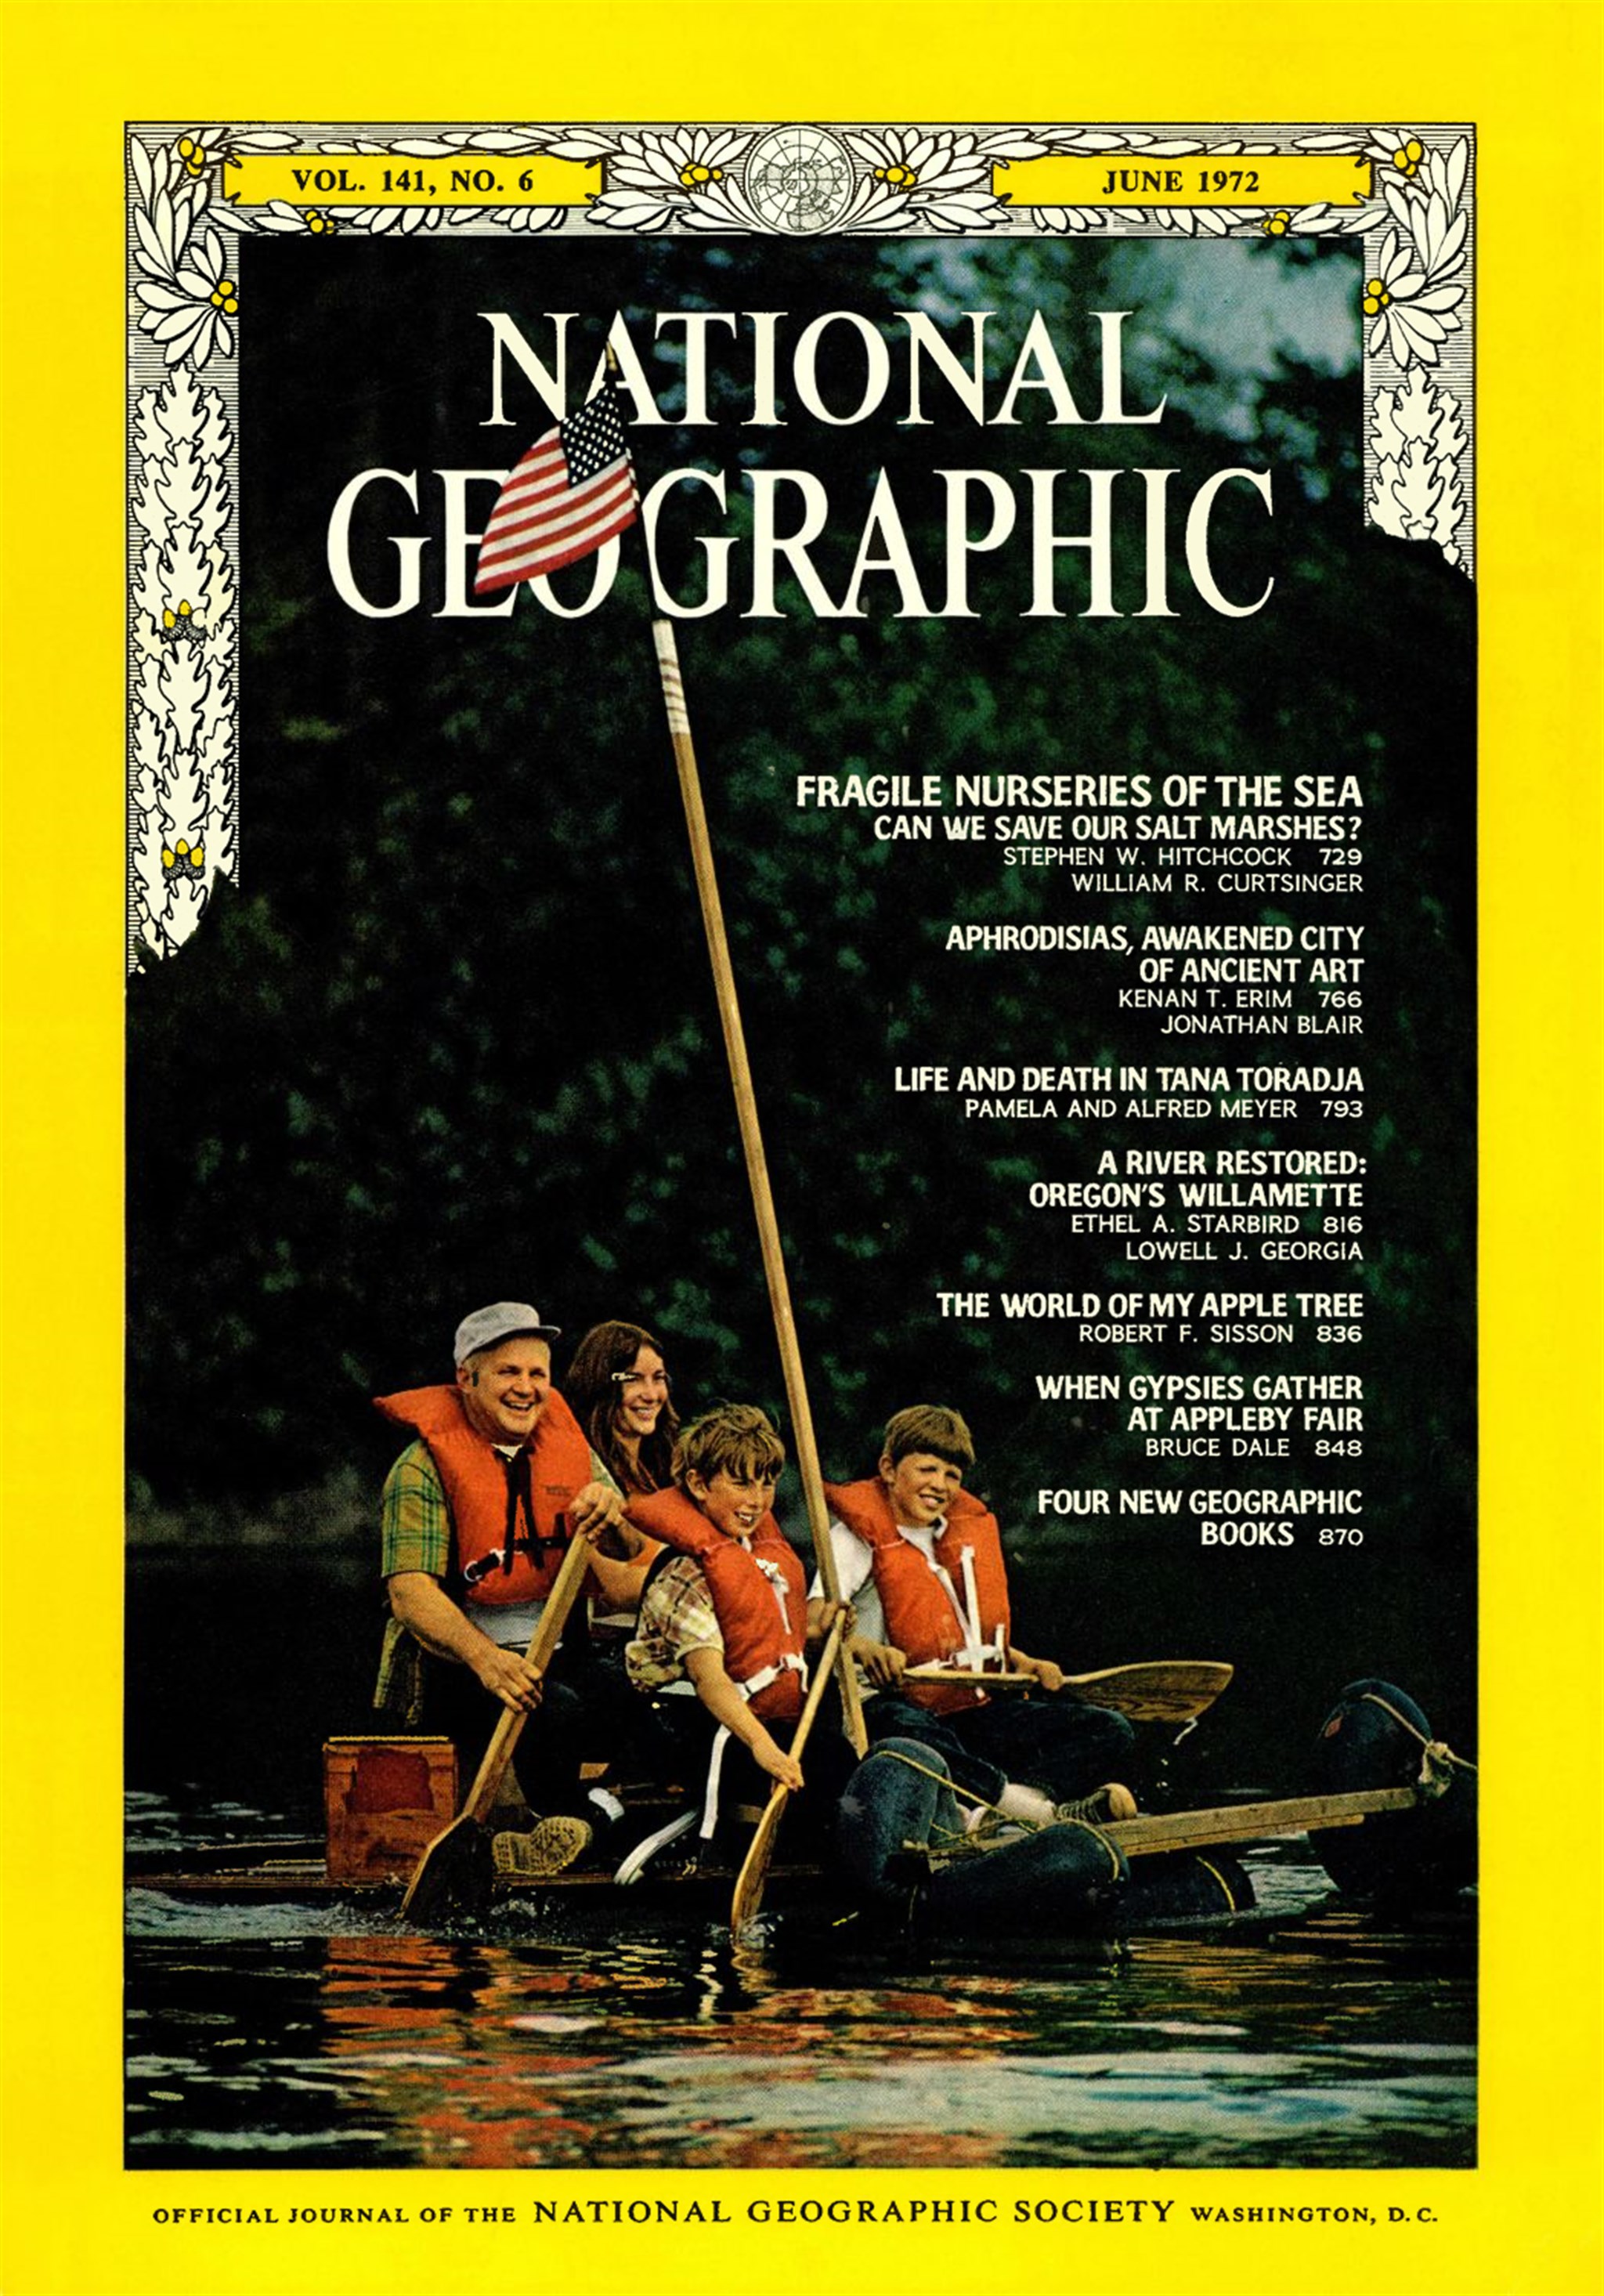 VOL. 141, NO. 6
JUNE 1972
NATIONAL
GEOGRAPHIC
FRAGILE NURSERIES OF THE SEA
CAN WE SAVE OUR SALT MARSHES?
STEPHEN W. HITCHCOCK 729
WILLIAM R. CURTSINGER
APHRODISIAS, AWAKENED CITY
OF ANCIENT ART
KENAN T. ERIM 766
JONATHAN BLAIR
LIFE AND DEATH IN TANA TORADJA
PAMELA AND ALFRED MEYER 793
A RIVER RESTORED:
OREGON'S WILLAMETTE
ETHEL A. STARBIRD 816
LOWELL J. GEORGIA
THE WORLD OF MY APPLE TREE
ROBERT F. SISSON 836
WHEN GYPSIES GATHER
AT APPLEBY FAIR
BRUCE DALE 848
FOUR NEW GEOGRAPHIC
BOOKS 870
OFFICIAL JOURNAL OF THE NATIONAL GEOGRAPHIC SOCIETY WASHINGTON, D.C.